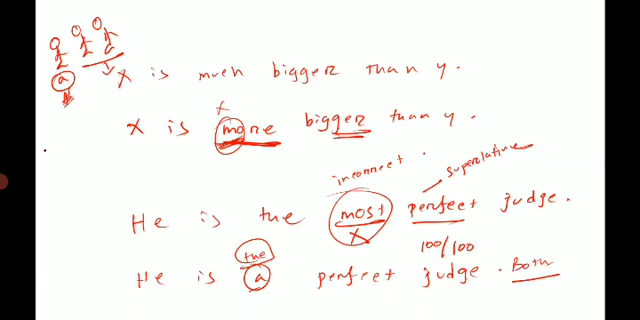 a
X is much bigger than y.
x
X is more bigger than y.
incorrect.
superlative
He is the most perfect judge.
x
100/100
the
He is a perfect judge. Both